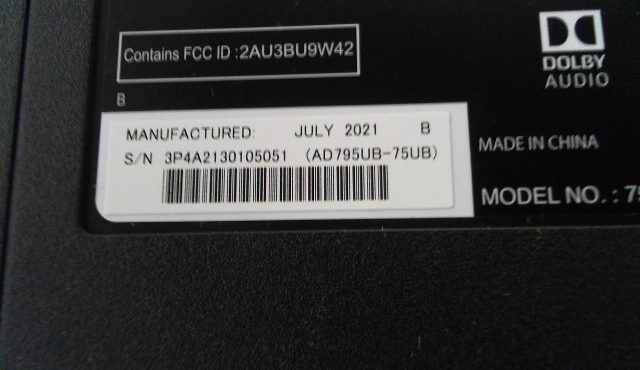 Contains FCC ID :2AU3BU9W42
DOLBY
AUDIO
B
MANUFACTURED: JULY 2021 B
S/N 3P4A2130105051 (AD795UB-75UB)
MADE IN CHINA
MODEL NO. : 75